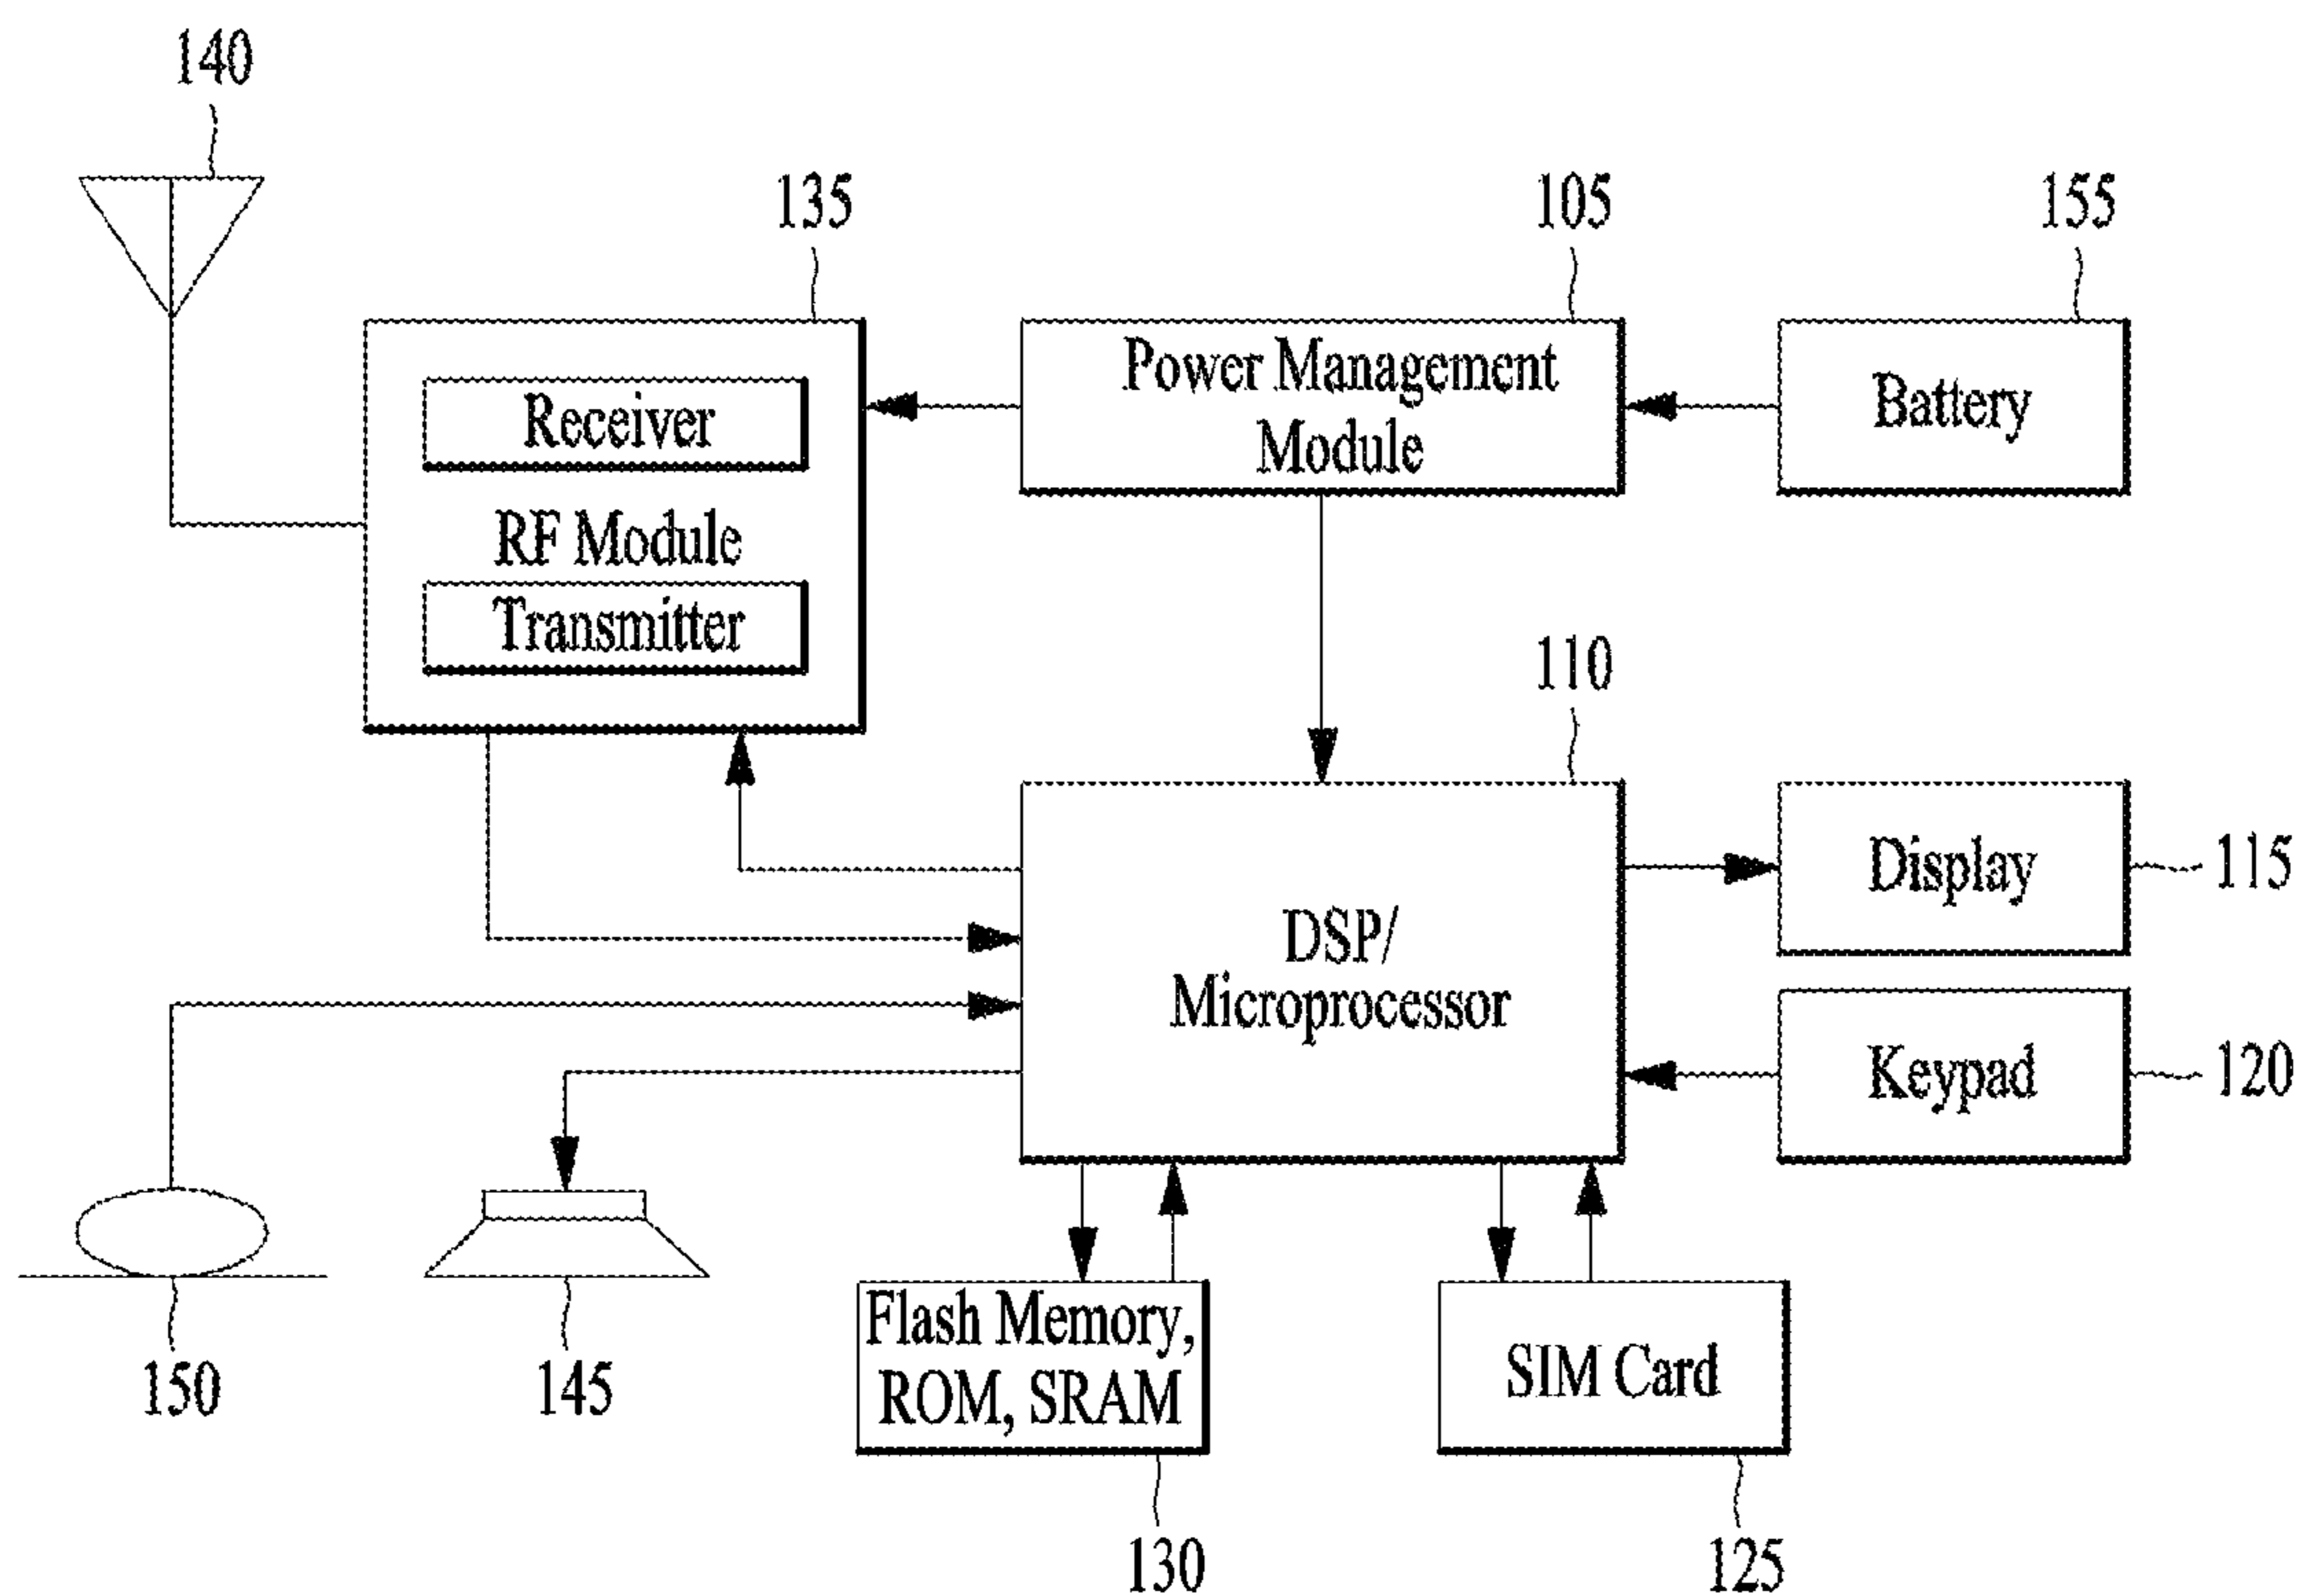 140
135
105
155
Power Management
Module
Battery
Receiver
RF Module
Transmitter
110
Display
115
DSP/
Microprocessor
Keypad
120
150
145
Flash Memory,
ROM, SRAM
SIM Card
130
125